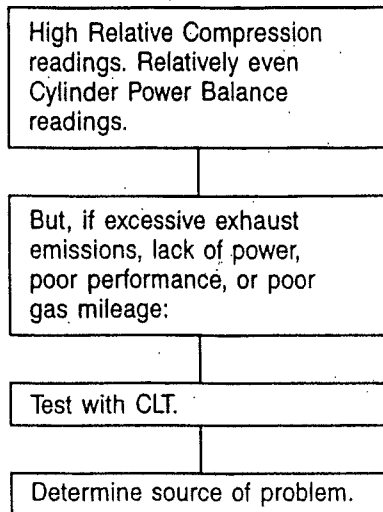 High Relative Compression
readings. Relatively even
Cylinder Power Balance
readings.
But, if excessive exhaust
emissions, lack of power,
poor performance, or poor
gas mileage:
Test with CLT.
Determine source of problem.